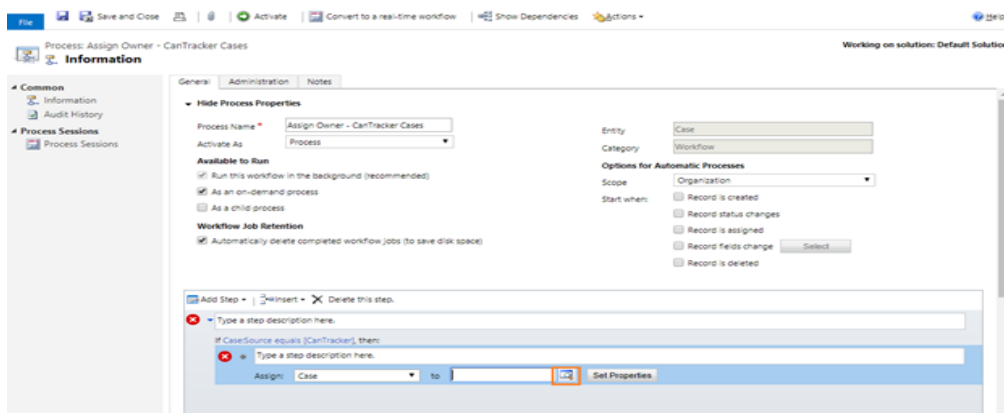 File Save and Close Activate Convert to a real-time workflow Show Dependencies Actions Help
Process: Assign Owner - CanTracker Cases
Information
Working on solution: Default Solution
Common
Information
Audit History
Process Sessions
Process Sessions
General Administration Notes
Hide Process Properties
Process Name * Assign Owner - CanTracker Cases
Activate As Process
Available to Run
Run this workflow in the background (recommended)
As an on-demand process
As a child process
Workflow Job Retention
Automatically delete completed workflow jobs (to save disk space)
Entity Case
Category Workflow
Options for Automatic Processes
Scope Organization
Start when: Record is created
Record status changes
Record is assigned
Record fields change Select
Record is deleted
Add Step Insert Delete this step.
Type a step description here.
If Case:Source equals [CanTracker], then:
Type a step description here.
Assign: Case to Set Properties